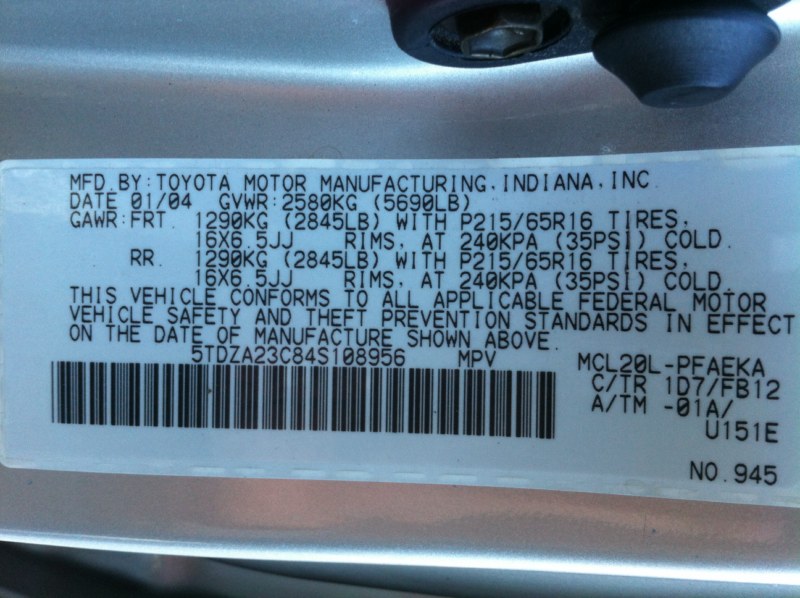 MFD.BY:TOYOTA MOTOR MANUFACTURING, INDIANA, INC.
DATE 01/04 GVWR:2580KG (5690LB)
GAWR:FRT. 1290KG (2845LB) WITH P215/65R16 TIRES,
16X6.5JJ RIMS, AT 240KPA (35PSI) COLD.
RR. 1290KG (2845LB) WITH P215/65R16 TIRES,
16X6.5JJ RIMS, AT 240KPA (35PSI) COLD.
THIS VEHICLE CONFORMS TO ALL APPLICABLE FEDERAL MOTOR
VEHICLE SAFETY AND THEFT PREVENTION STANDARDS IN EFFECT
ON THE DATE OF MANUFACTURE SHOWN ABOVE.
5TDZA23C84S108956 MPV MCL20L-PFAEKA
C/TR 1D7/FB12
A/TM -01A/
U151E
NO.945